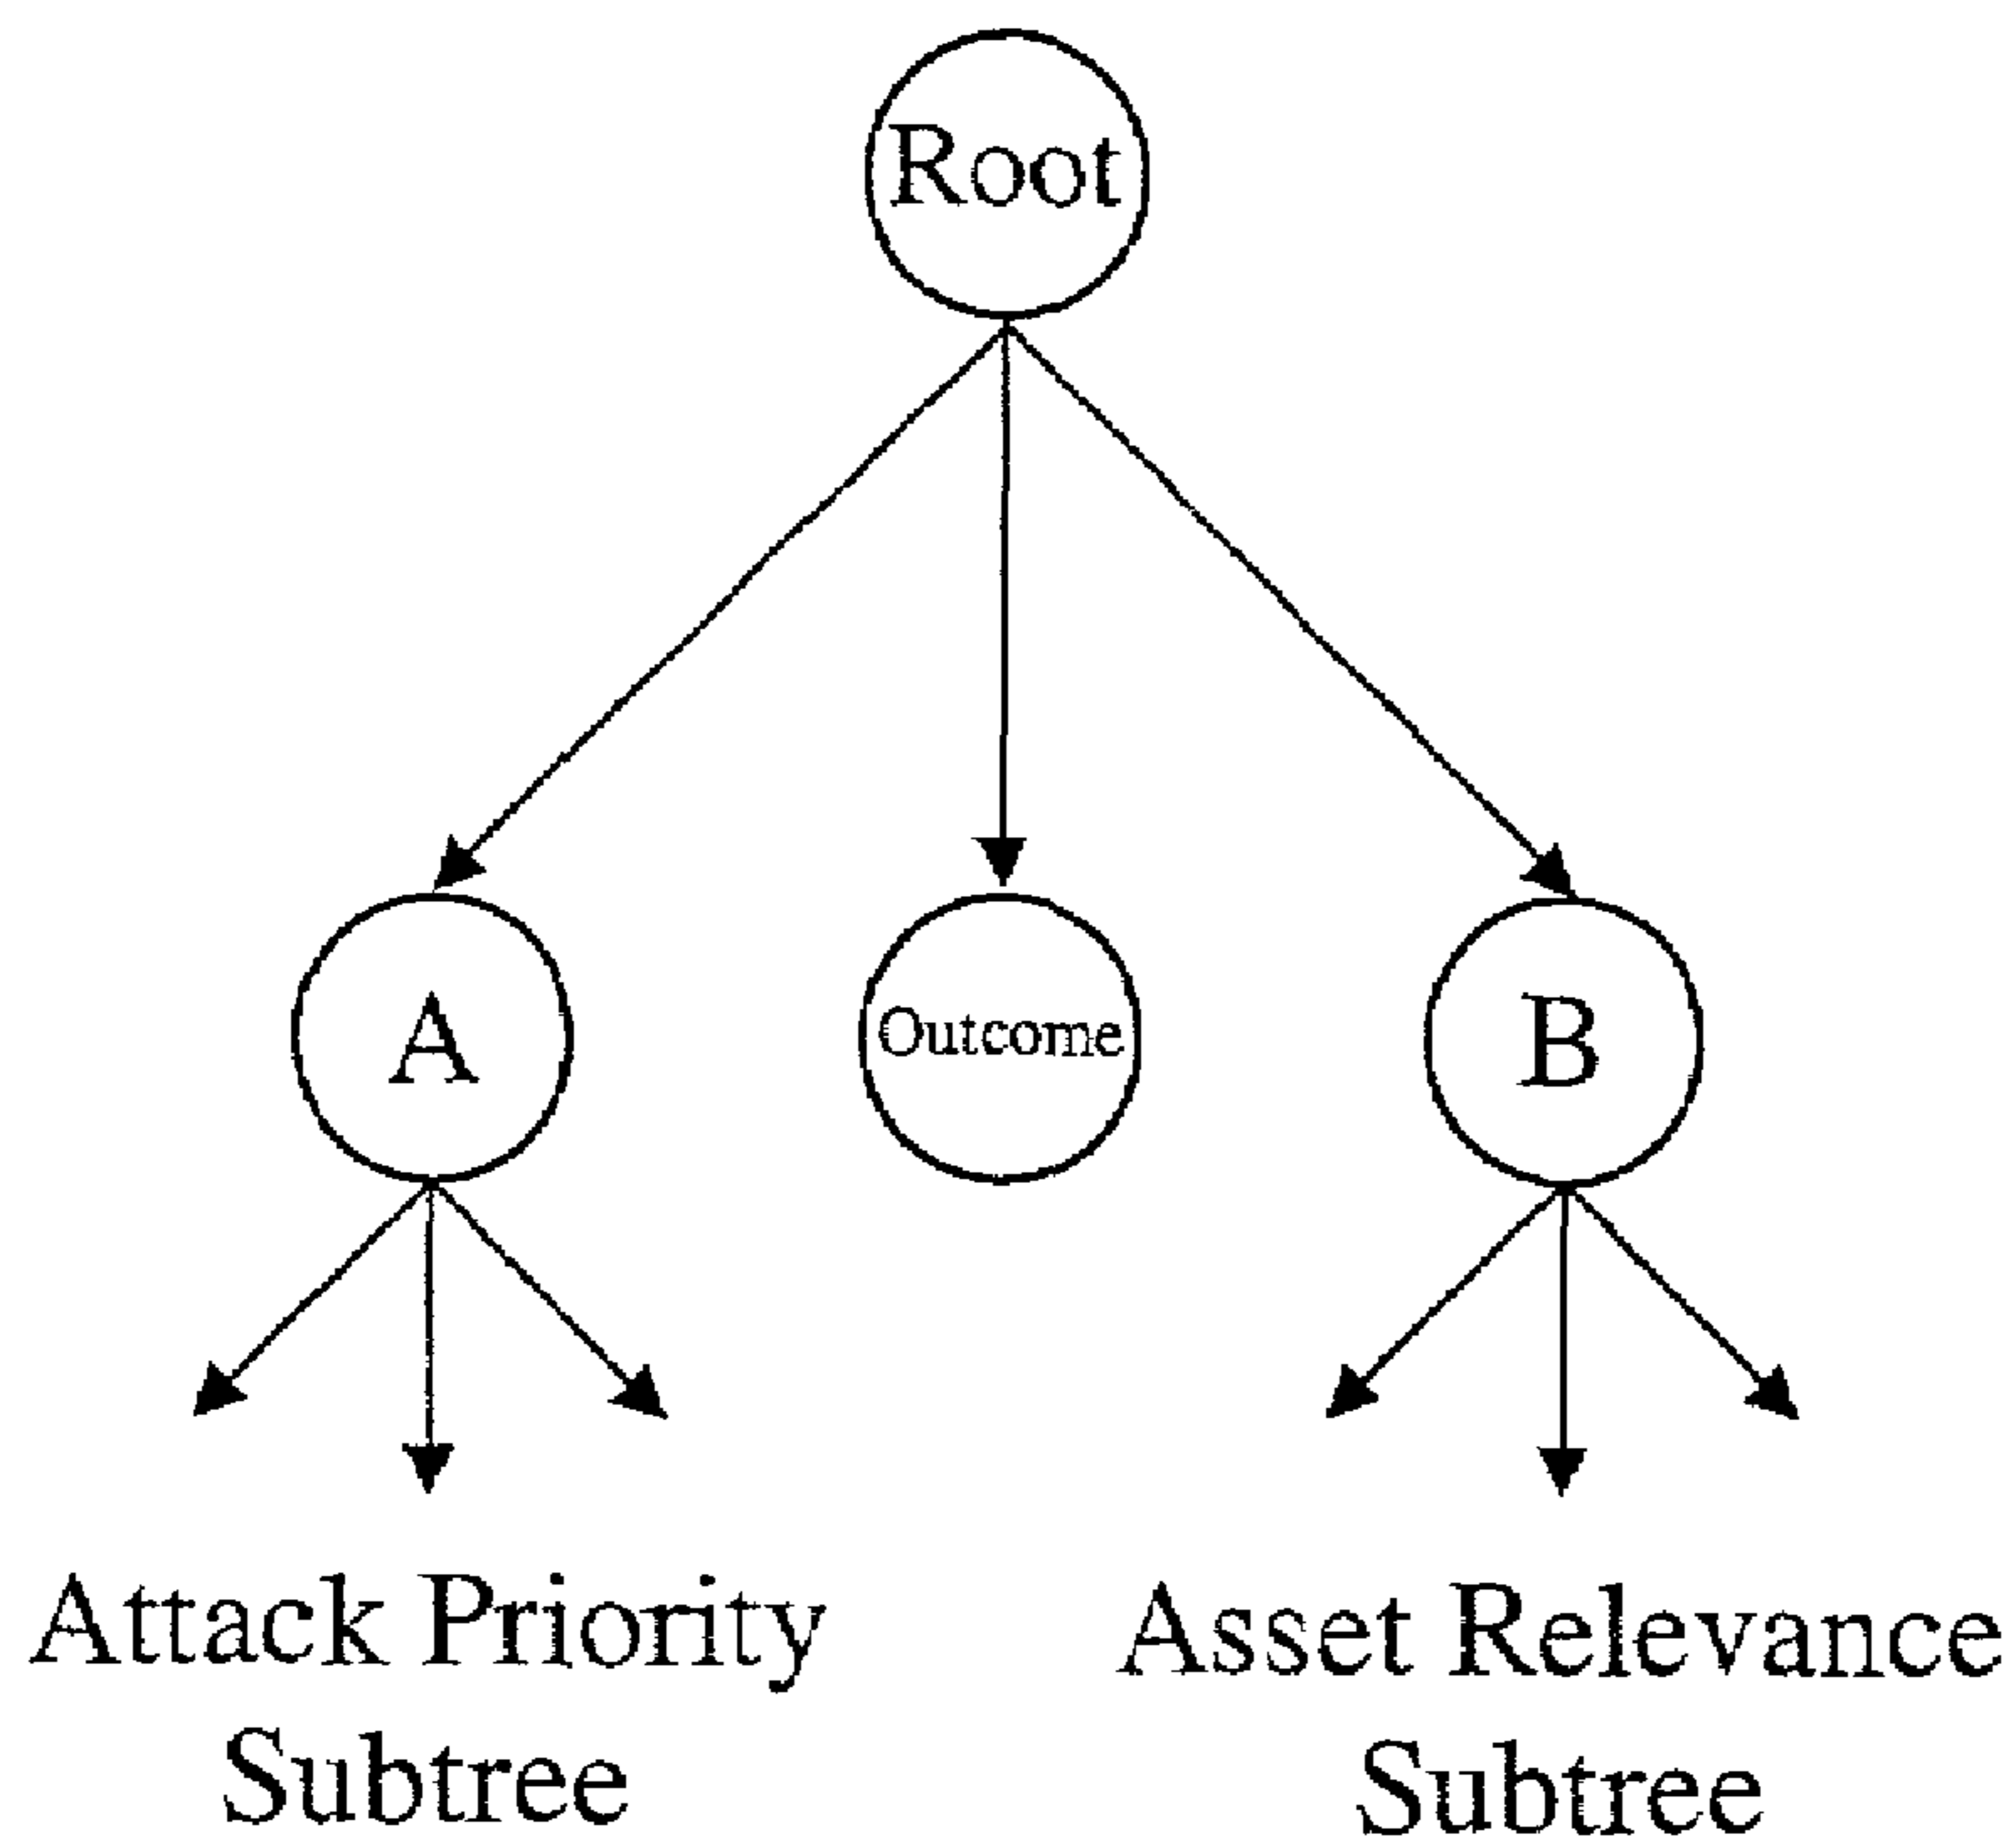 Root
A
Outcome
B
Attack Priority
Subtree
Asset Relevance
Subtree